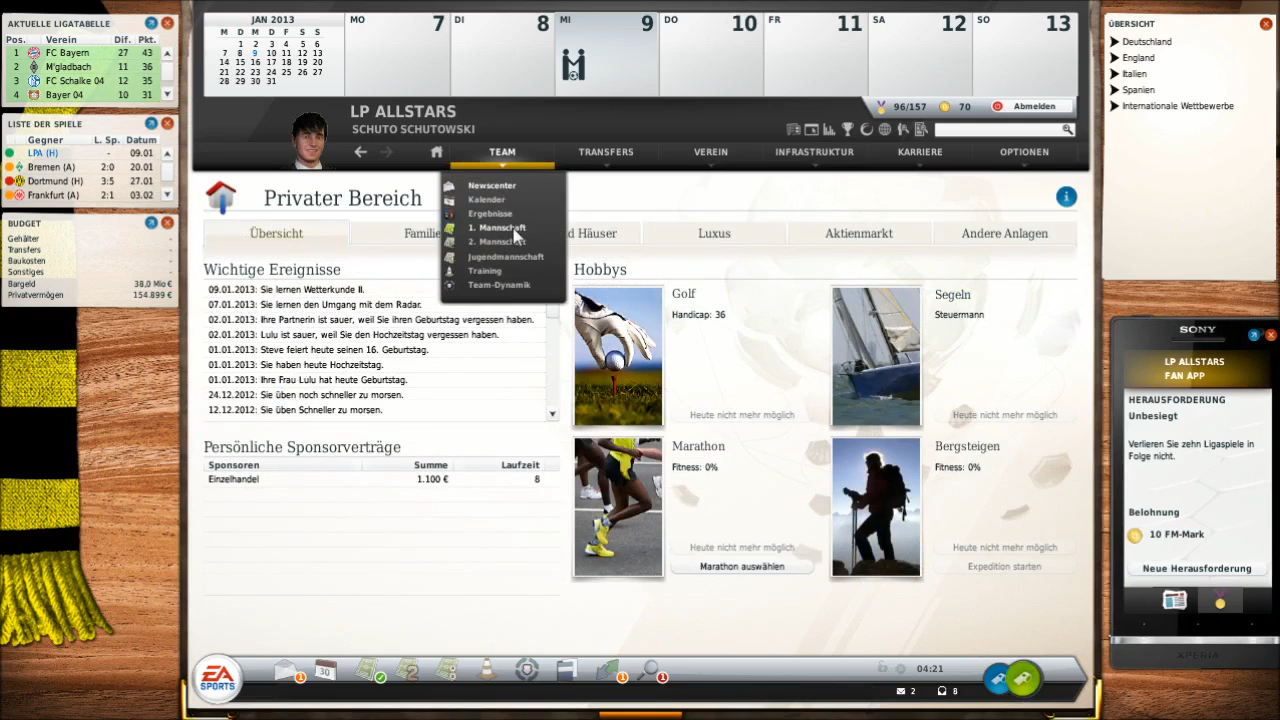 AKTUELLE LIGATABELLE
Pos. Verein Dif. Pkt.
1 FC Bayern 27 43
2 M'gladbach 11 36
3 FC Schalke 04 12 35
4 Bayer 04 10 31
LISTE DER SPIELE
Gegner L. Sp. Datum
LPA (H) - 09.01
Bremen (A) 2:0 20.01
Dortmund (H) 3:5 27.01
Frankfurt (A) 2:1 03.02
BUDGET
Gehälter -
Transfers -
Baukosten -
Sonstiges -
Bargeld 38,0 Mio €
Privatvermögen 154.899 €
JAN 2013
M D M D F S S
1 2 3 4 5 6
7 8 9 10 11 12 13
14 15 16 17 18 19 20
21 22 23 24 25 26 27
28 29 30 31
MO 7
DI 8
MI 9
DO 10
FR 11
SA 12
SO 13
LP ALLSTARS
SCHUTO SCHUTOWSKI
96/157 70 Abmelden
TEAM TRANSFERS VEREIN INFRASTRUKTUR KARRIERE OPTIONEN
Newscenter
Kalender
Ergebnisse
1. Mannschaft
2. Mannschaft
Jugendmannschaft
Training
Team-Dynamik
Privater Bereich
Übersicht Familie d Häuser Luxus Aktienmarkt Andere Anlagen
Wichtige Ereignisse
09.01.2013: Sie lernen Wetterkunde II.
07.01.2013: Sie lernen den Umgang mit dem Radar.
02.01.2013: Ihre Partnerin ist sauer, weil Sie ihren Geburtstag vergessen haben.
02.01.2013: Lulu ist sauer, weil Sie den Hochzeitstag vergessen haben.
01.01.2013: Steve feiert heute seinen 16. Geburtstag.
01.01.2013: Sie haben heute Hochzeitstag.
01.01.2013: Ihre Frau Lulu hat heute Geburtstag.
24.12.2012: Sie üben noch schneller zu morsen.
12.12.2012: Sie üben Schneller zu morsen.
Persönliche Sponsorverträge
Sponsoren Summe Laufzeit
Einzelhandel 1.100 € 8
Hobbys
Golf
Handicap: 36
Heute nicht mehr möglich
Segeln
Steuermann
Heute nicht mehr möglich
Marathon
Fitness: 0%
Heute nicht mehr möglich
Marathon auswählen
Bergsteigen
Fitness: 0%
Heute nicht mehr möglich
Expedition starten
ÜBERSICHT
Deutschland
England
Italien
Spanien
Internationale Wettbewerbe
SONY
LP ALLSTARS
FAN APP
HERAUSFORDERUNG
Unbesiegt
Verlieren Sie zehn Ligaspiele in
Folge nicht.
Belohnung
10 FM-Mark
Neue Herausforderung
XPERIA
EA
SPORTS
1 30 2 1 1
04:21
2 8